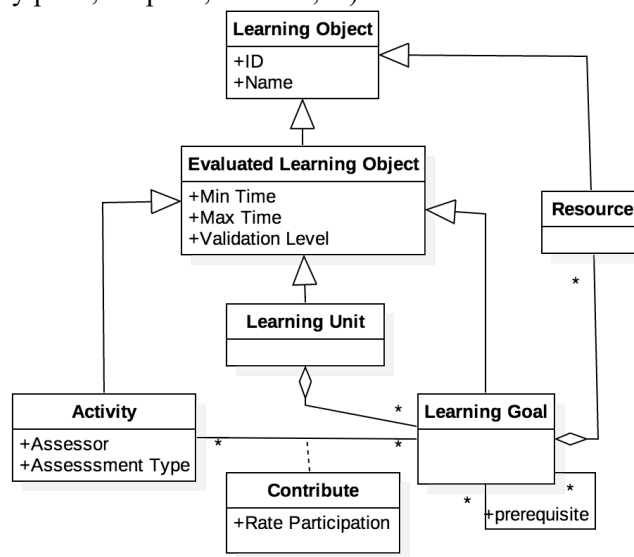 Learning Object
+ID
+Name
Evaluated Learning Object
+Min Time
+Max Time
+Validation Level
Resource
*
Learning Unit
*
Activity
+Assessor
+Assesssment Type
*
*
Learning Goal
Contribute
+Rate Participation
*
*
+prerequisite